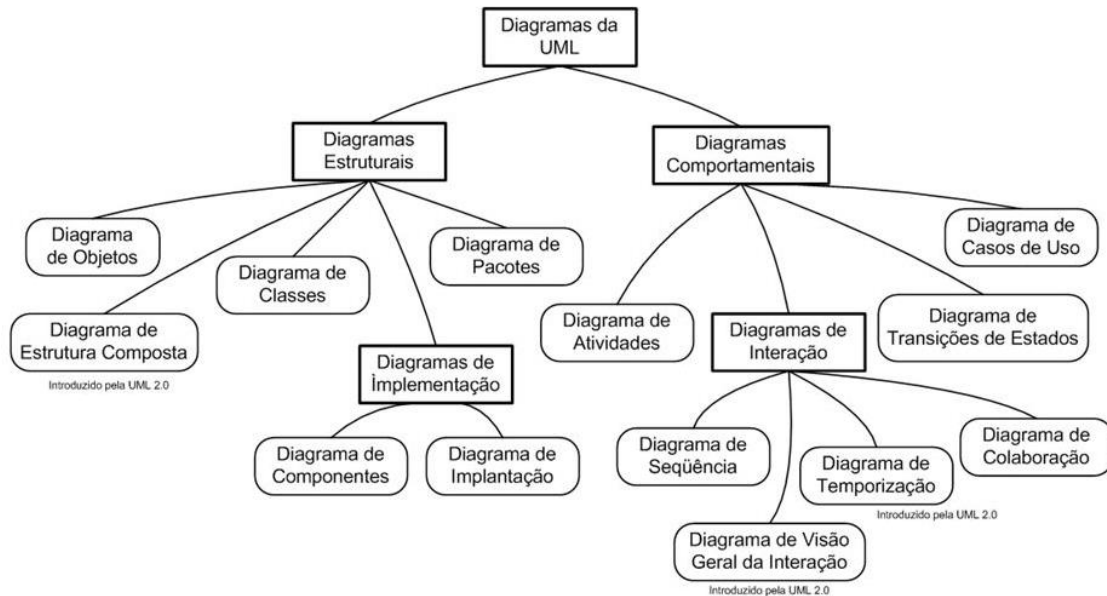 Diagramas da
UML
Diagramas
Estruturais
Diagramas
Comportamentais
Diagrama
de Objetos
Diagrama de
Estrutura Composta
Introduzido pela UML 2.0
Diagrama de
Classes
Diagrama de
Pacotes
Diagramas de
Ìmplementação
Diagrama de
Componentes
Diagrama de
Implantação
Diagrama de
Atividades
Diagramas de
Interação
Diagrama de
Transições de Estados
Diagrama de
Casos de Uso
Diagrama de
Seqüência
Diagrama de Visão
Geral da Interação
Introduzido pela UML 2.0
Diagrama de
Temporização
Introduzido pela UML 2.0
Diagrama de
Colaboração